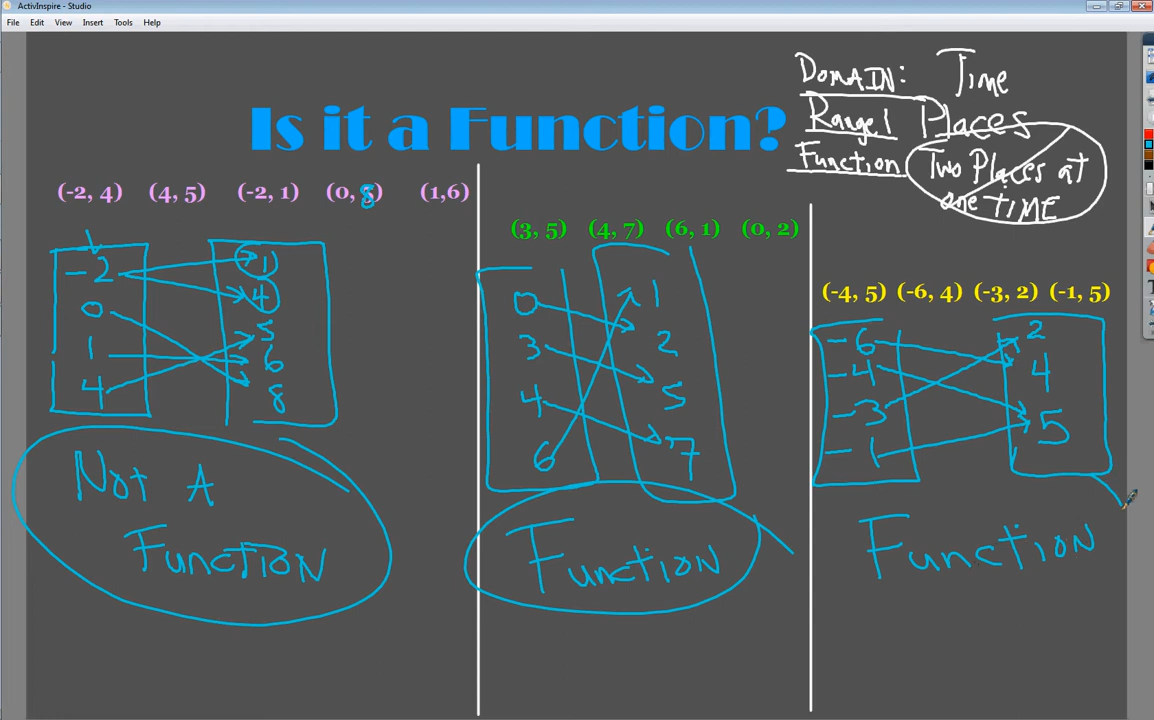 ActivInspire - Studio
File Edit View Insert Tools Help
DOMAIN: Time
Range | Places
Function Two Places at
one TIME
Is it a Function?
(-2, 4) (4, 5) (-2, 1) (0, 8) (1,6)
-2 1
0 4
1 5
4 6
8
Not A
Function
(3, 5) (4, 7) (6, 1) (0, 2)
0 1
3 2
4 5
6 7
Function
(-4, 5) (-6, 4) (-3, 2) (-1, 5)
-6 2
-4 4
-3 5
-1
Function